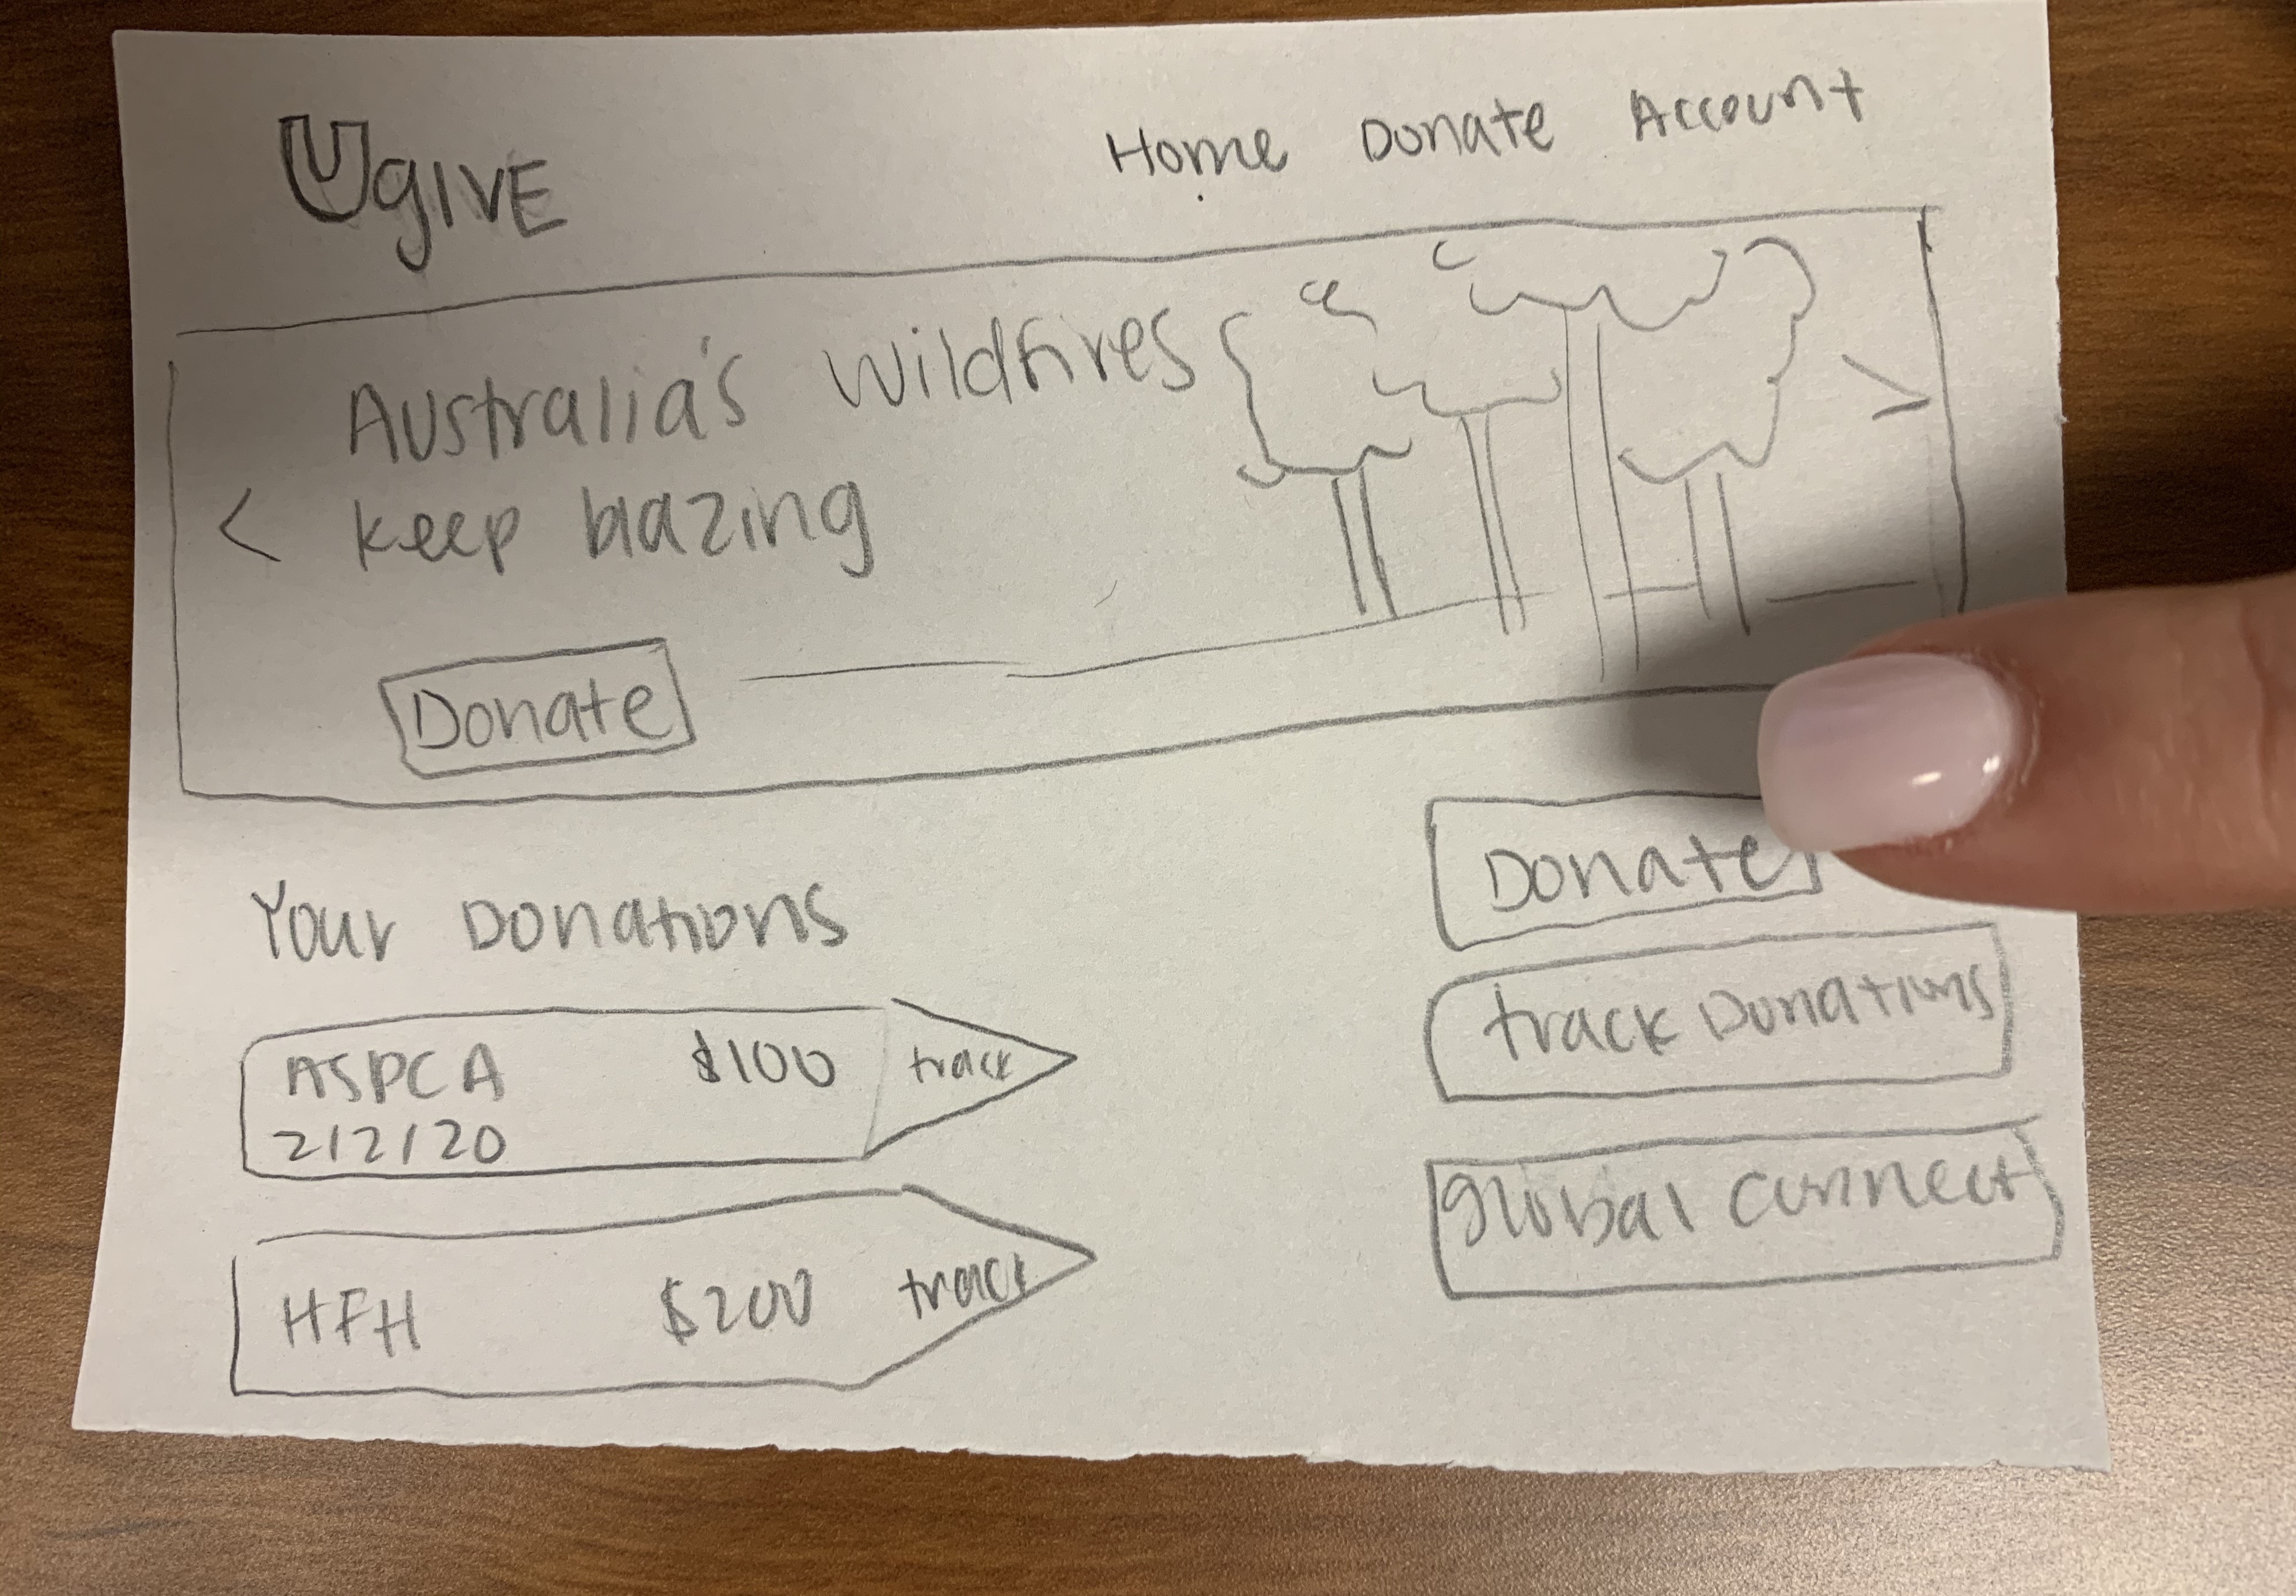 UgIVE
Home Donate Account
Australia's wildfires
< keep blazing >
Donate
Your Donations
ASPCA $100 track
2/2/20
HFH $200 track
Donate
track Donations
global connect